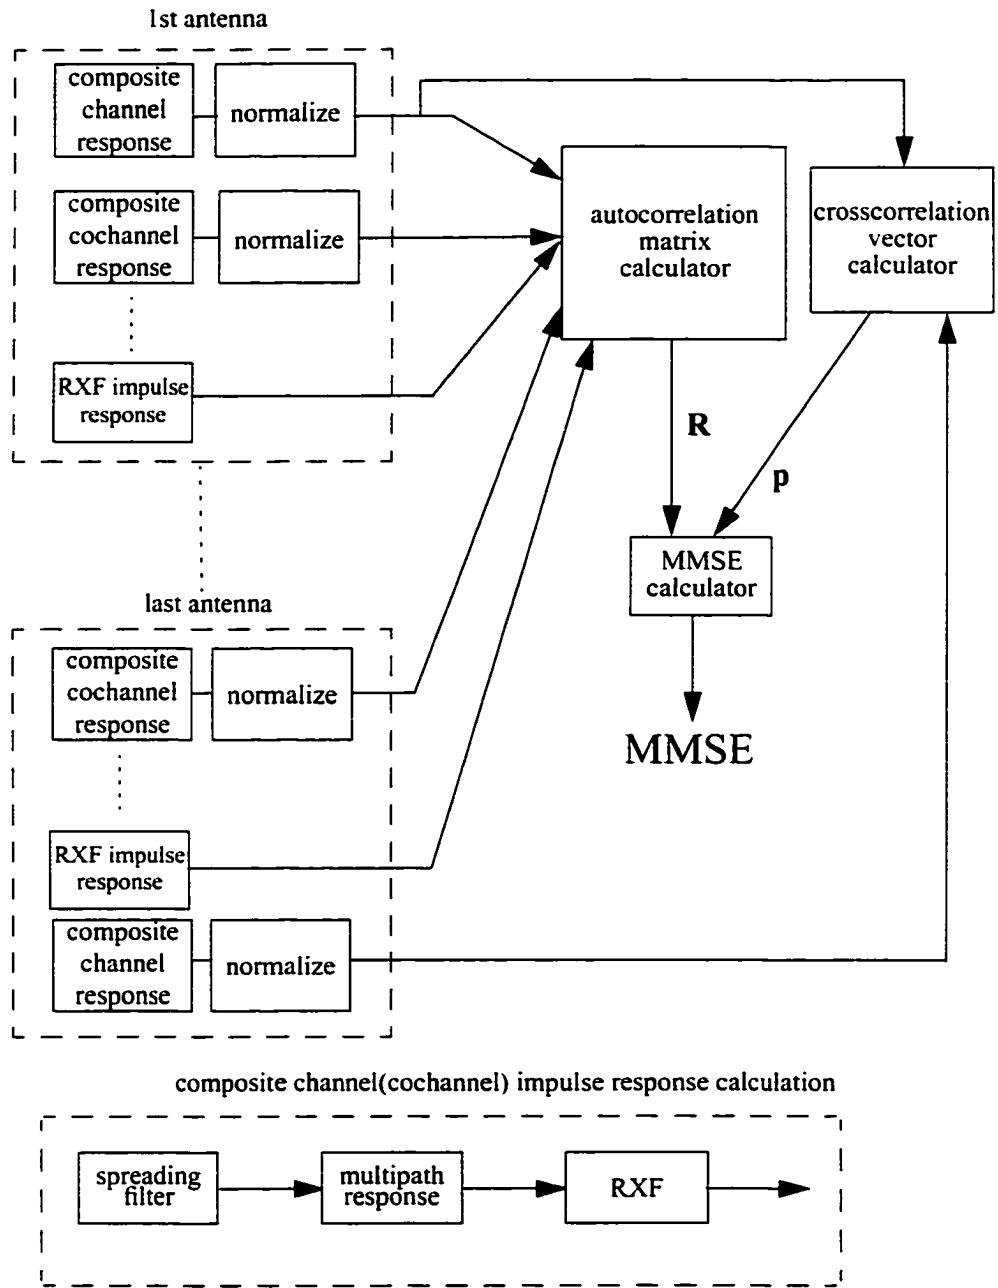 1st antenna
composite
channel
response
normalize
composite
cochannel
response
normalize
RXF impulse
response
autocorrelation
matrix
calculator
crosscorrelation
vector
calculator
R
p
MMSE
calculator
MMSE
last antenna
composite
cochannel
response
normalize
RXF impulse
response
composite
channel
response
normalize
composite channel(cochannel) impulse response calculation
spreading
filter
multipath
response
RXF